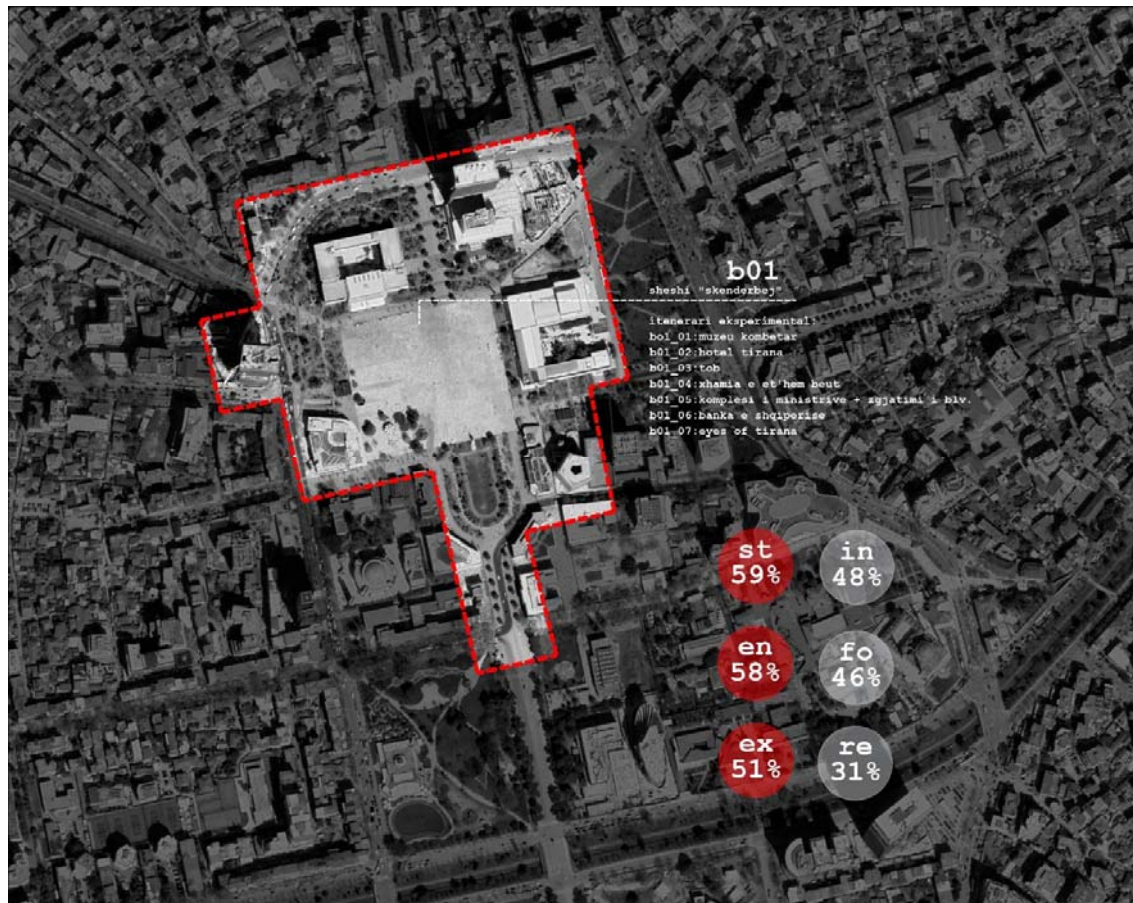 b01
sheshi "skenderbej"
itenerari eksperimental:
bo1_01:muzeu kombetar
b01_02:hotel tirana
b01_03:tob
b01_04:xhamia e et'hem beut
b01_05:kompleksi i ministrive + zgjatimi i blv.
b01_06:banka e shqiperise
b01_07:eyes of tirana
st
59%
in
48%
en
58%
fo
46%
ex
51%
re
31%